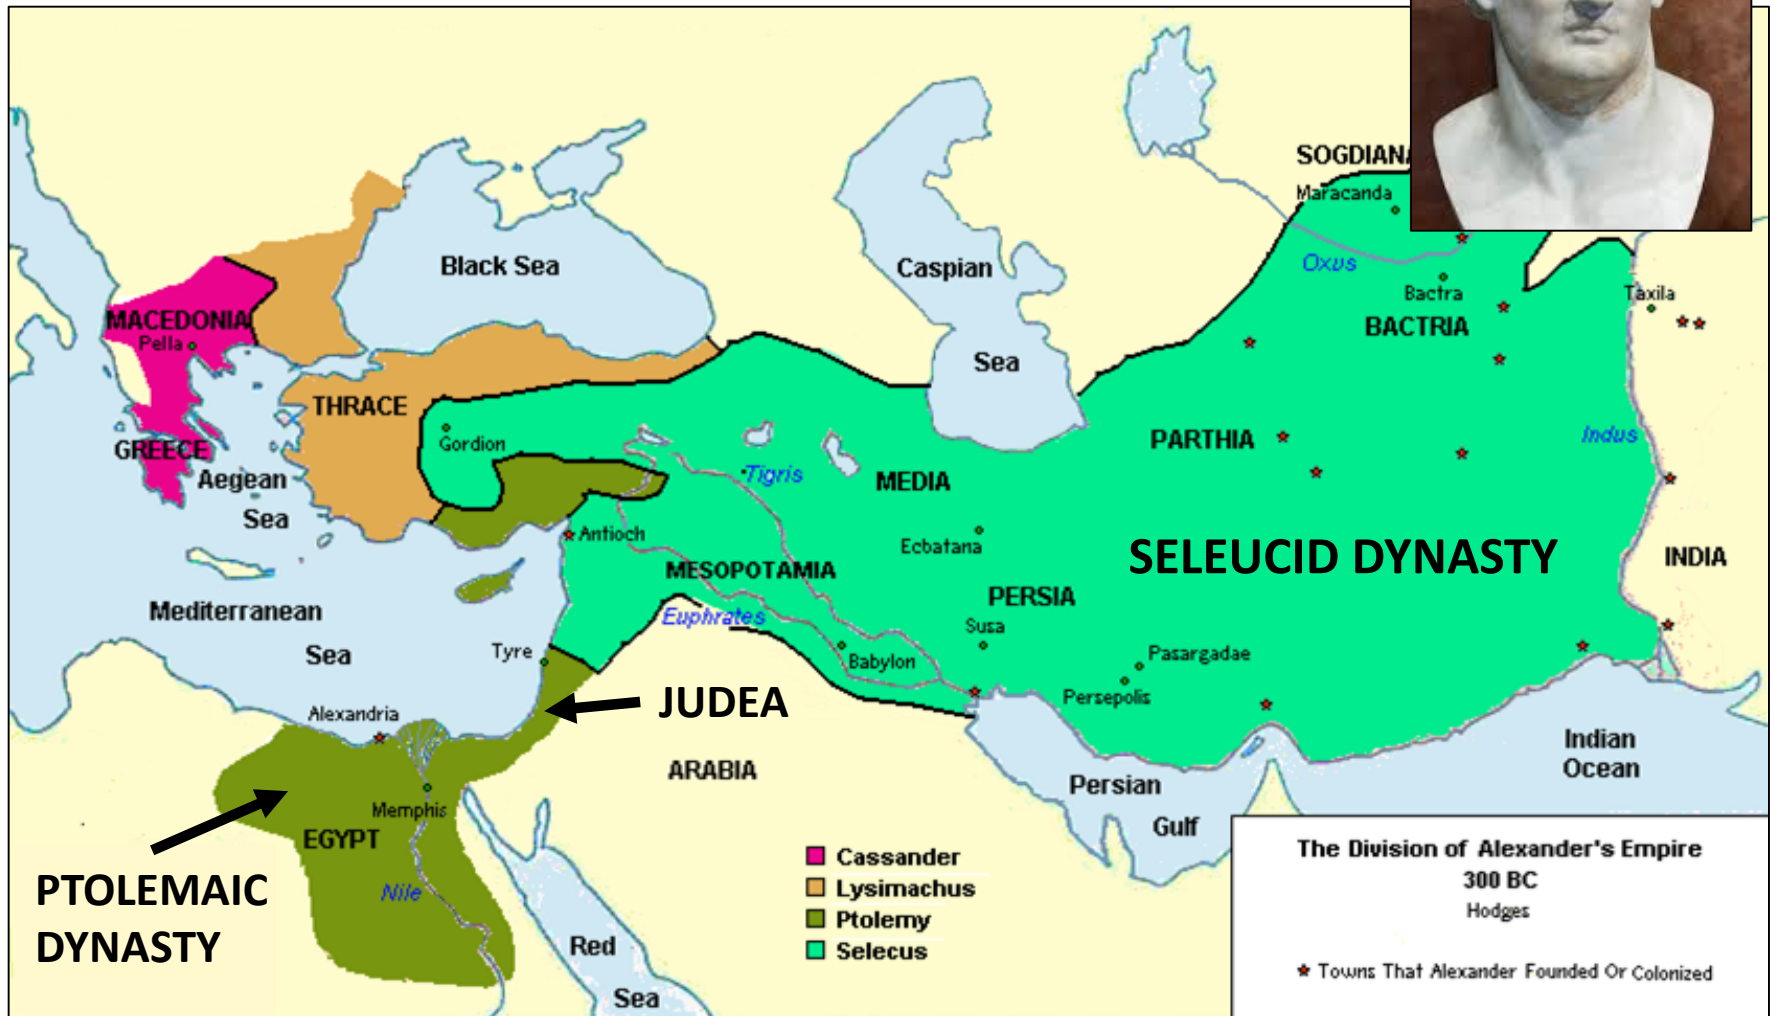 SOGDIANA
Maracanda
Black Sea
Caspian
Sea
Oxus
Bactra
Taxila
BACTRIA
MACEDONIA
Pella
THRACE
Gordion
GREECE
Aegean
Sea
PARTHIA
Indus
Tigris
MEDIA
Antioch
Ecbatana
SELEUCID DYNASTY
INDIA
MESOPOTAMIA
PERSIA
Euphrates
Mediterranean
Sea
Susa
Tyre
Babylon
Pasargadae
Persepolis
JUDEA
Alexandria
ARABIA
Indian
Ocean
Persian
Gulf
Memphis
EGYPT
PTOLEMAIC
DYNASTY
Nile
Red
Sea
Cassander
Lysimachus
Ptolemy
Selecus
The Division of Alexander's Empire
300 BC
Hodges
Towns That Alexander Founded Or Colonized